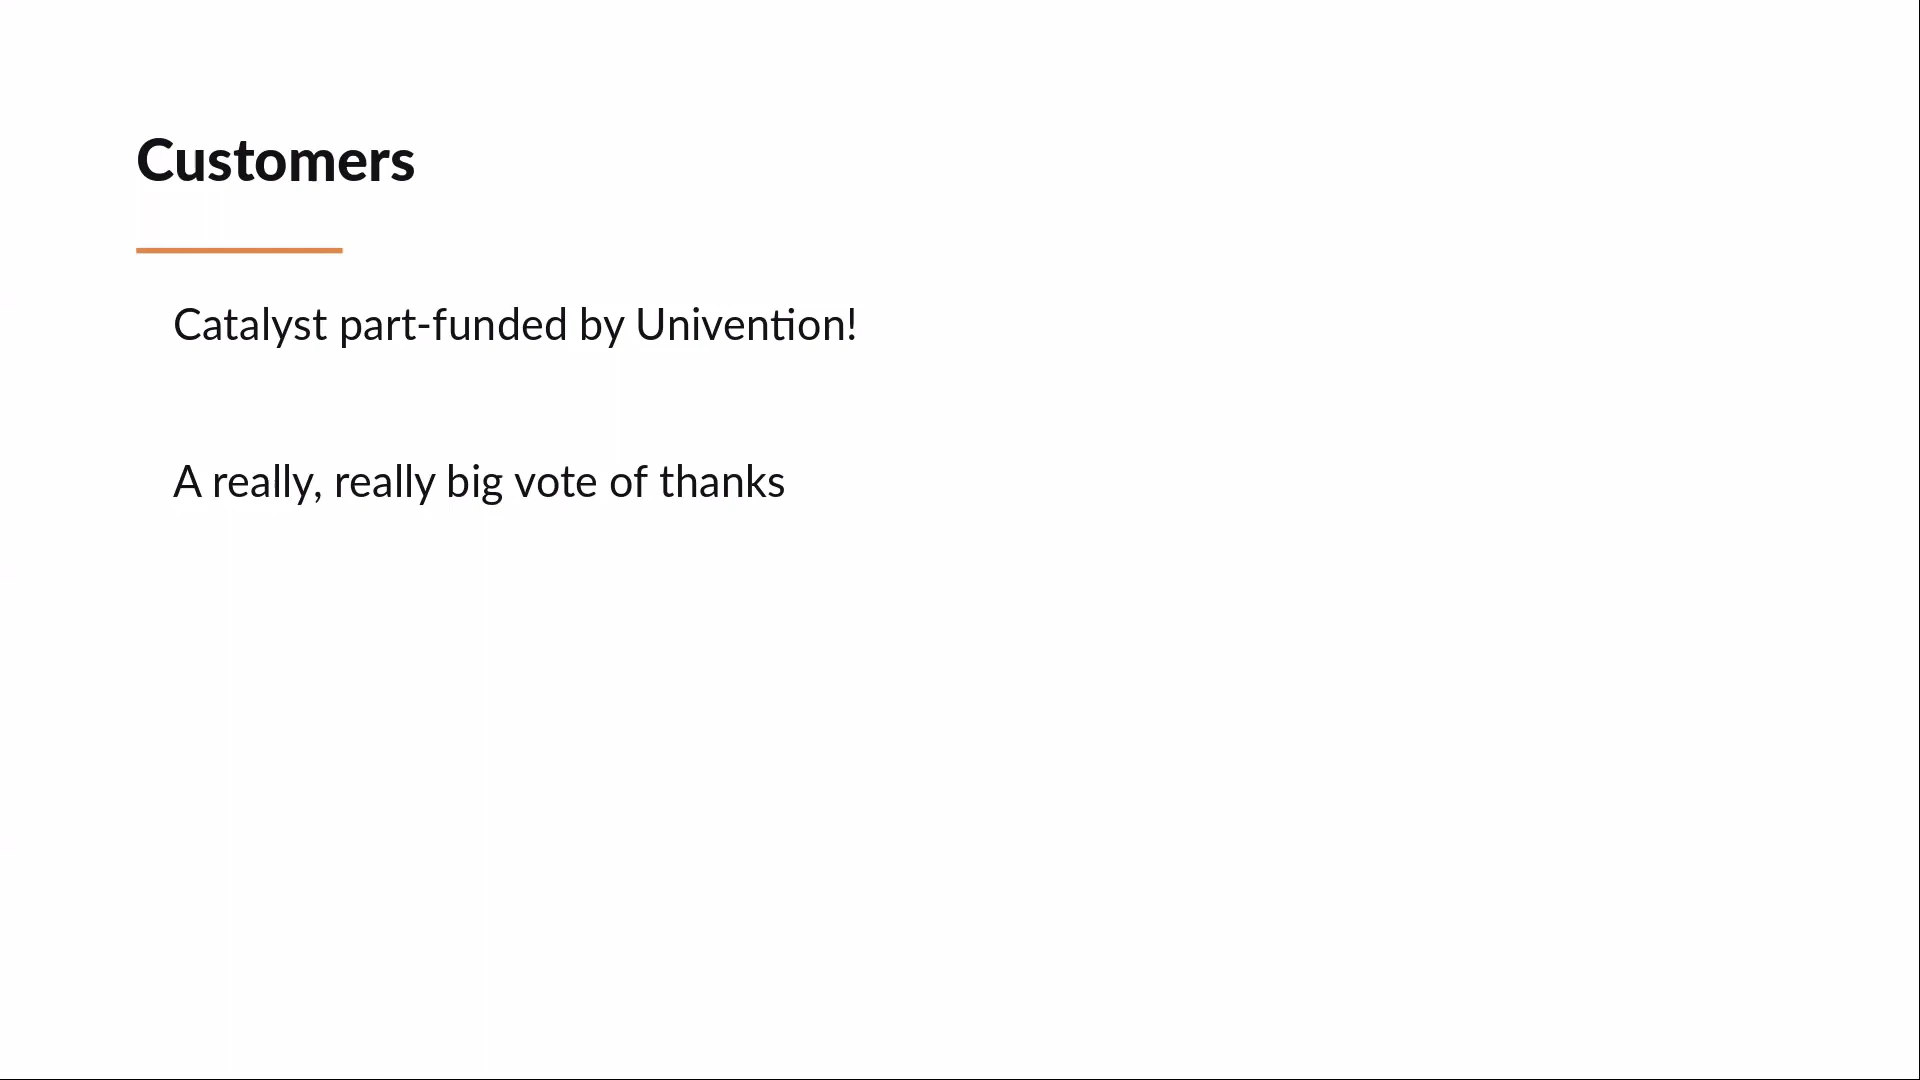 Customers
Catalyst part-funded by Univention!
A really, really big vote of thanks